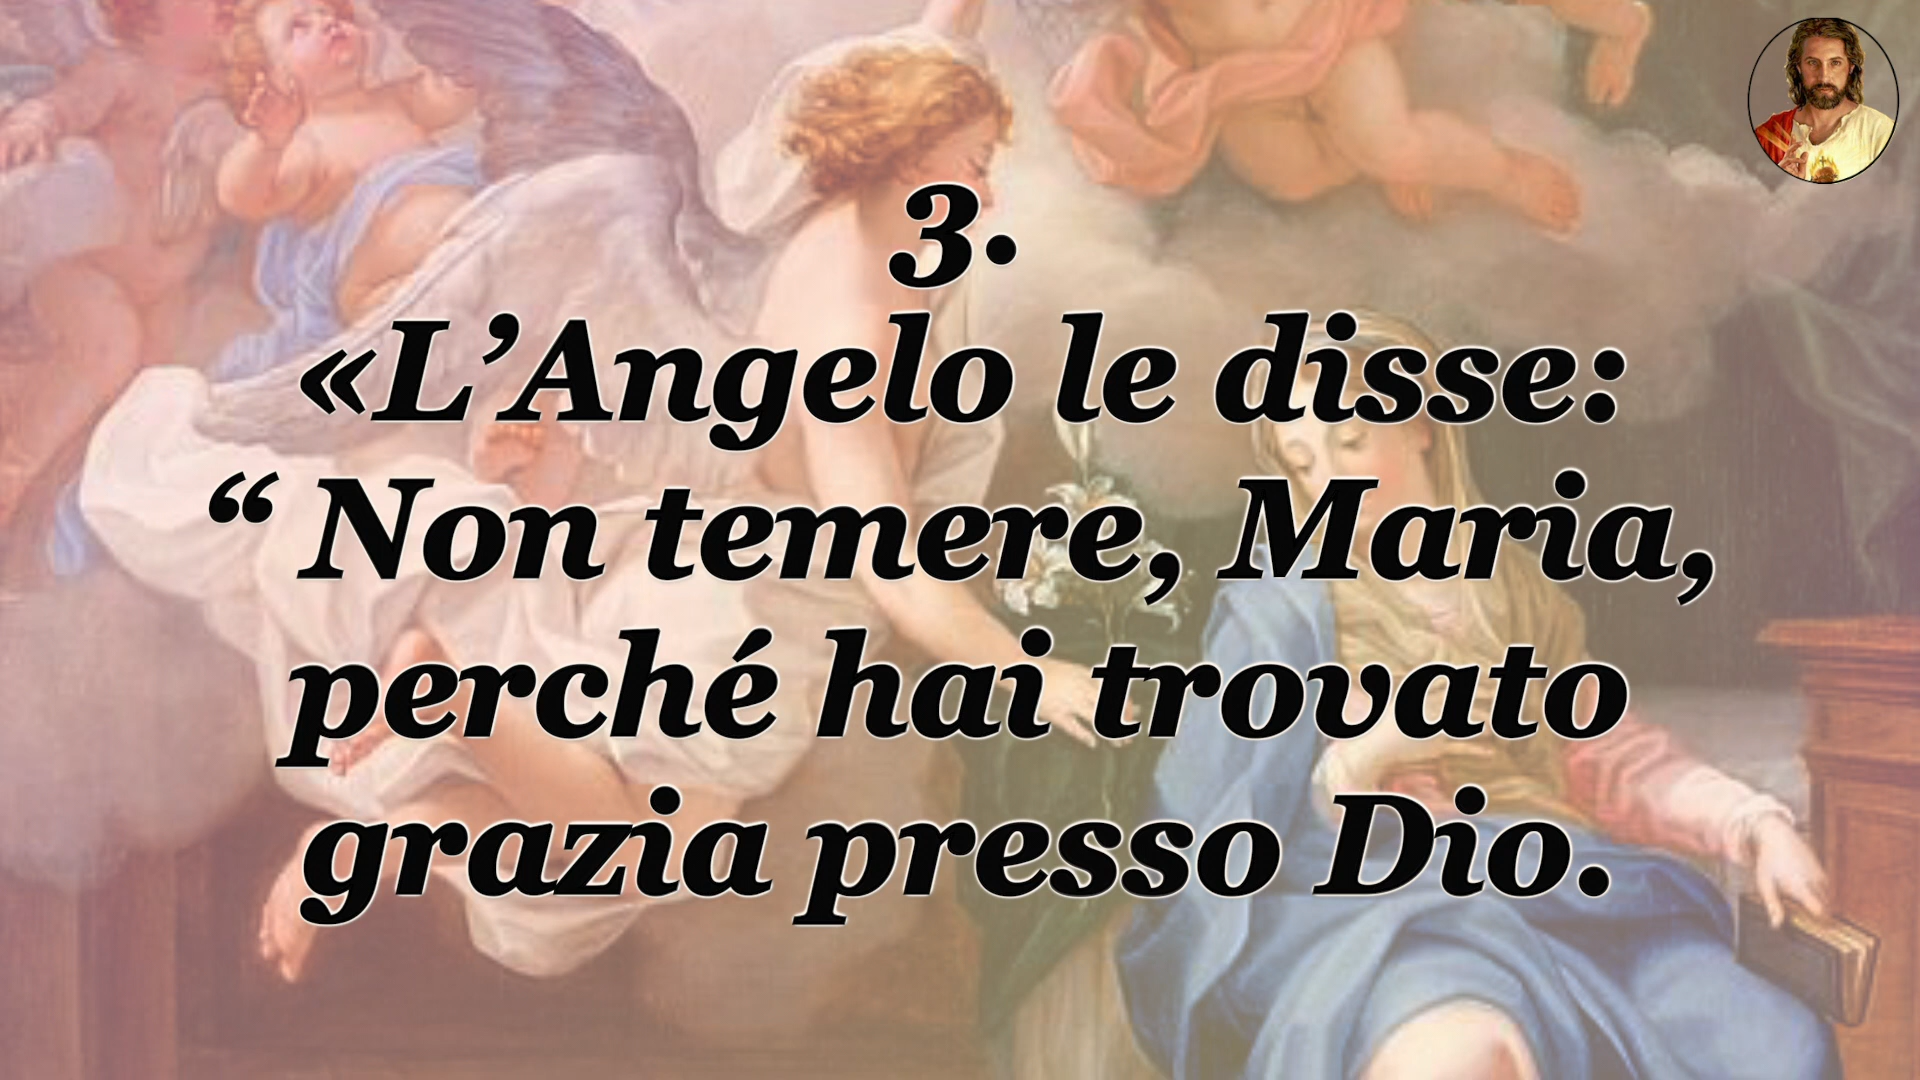 3.
«L’Angelo le disse:
“ Non temere, Maria,
perché hai trovato
grazia presso Dio.